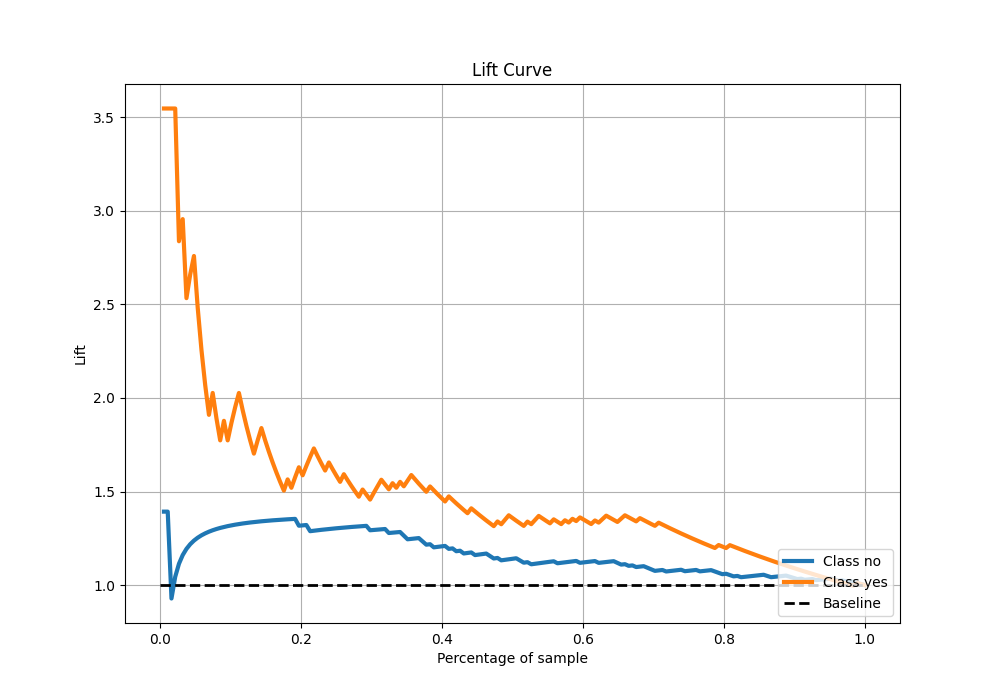 Lift Curve
3.5
3.0
2.5
2.0
1.5
1.0
Lift
0.0 0.2 0.4 0.6 0.8 1.0
Percentage of sample
Class no
Class yes
Baseline